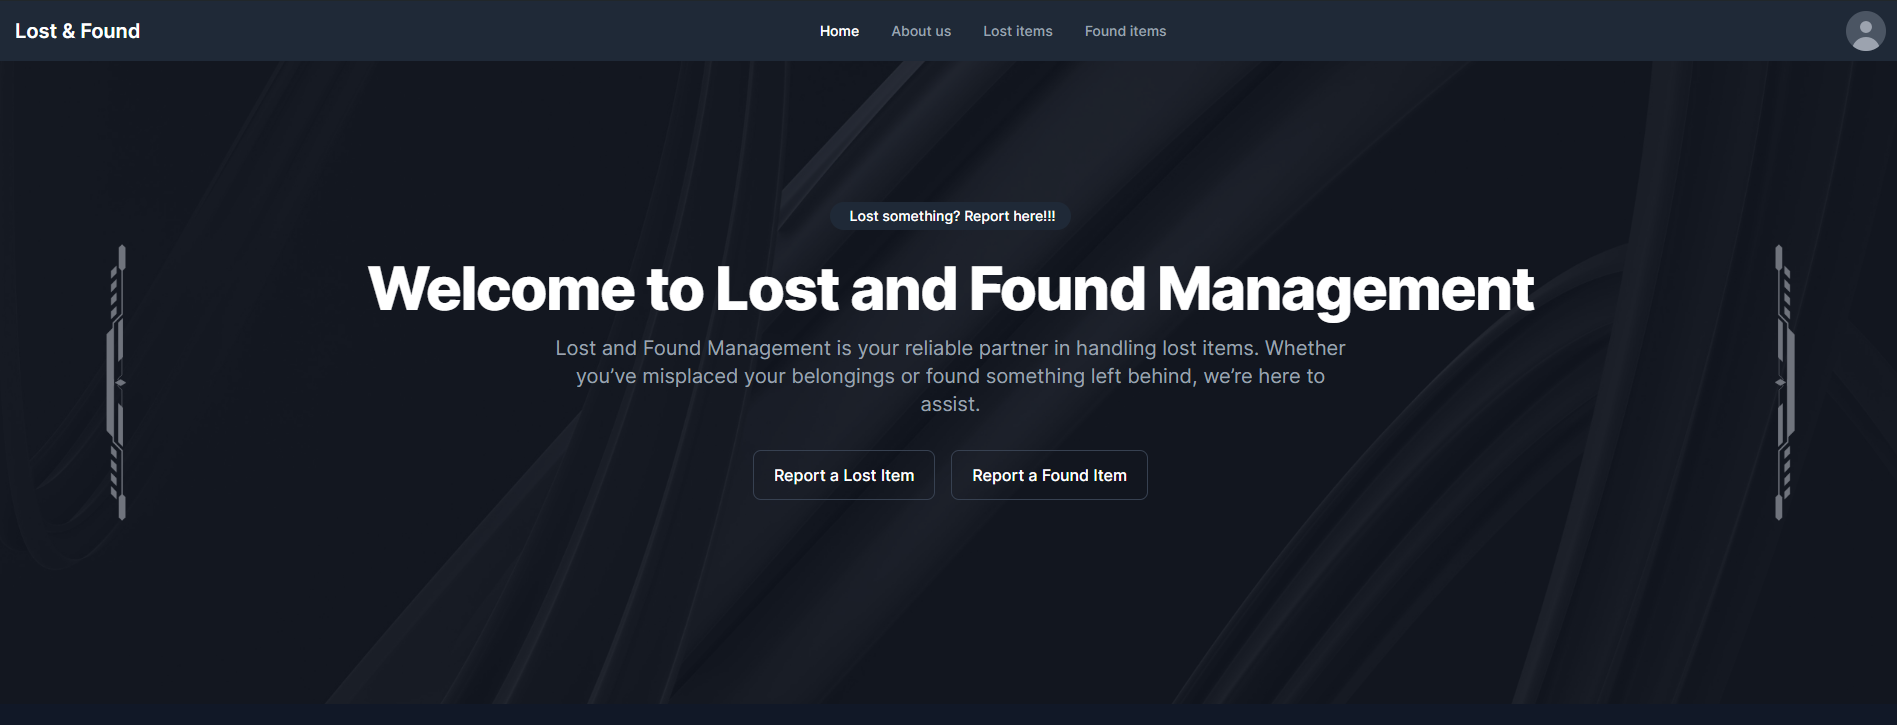 Lost & Found
Home
About us
Lost items
Found items
Lost something? Report here!!!
Welcome to Lost and Found Management
Lost and Found Management is your reliable partner in handling lost items. Whether
you’ve misplaced your belongings or found something left behind, we’re here to
assist.
Report a Lost Item
Report a Found Item